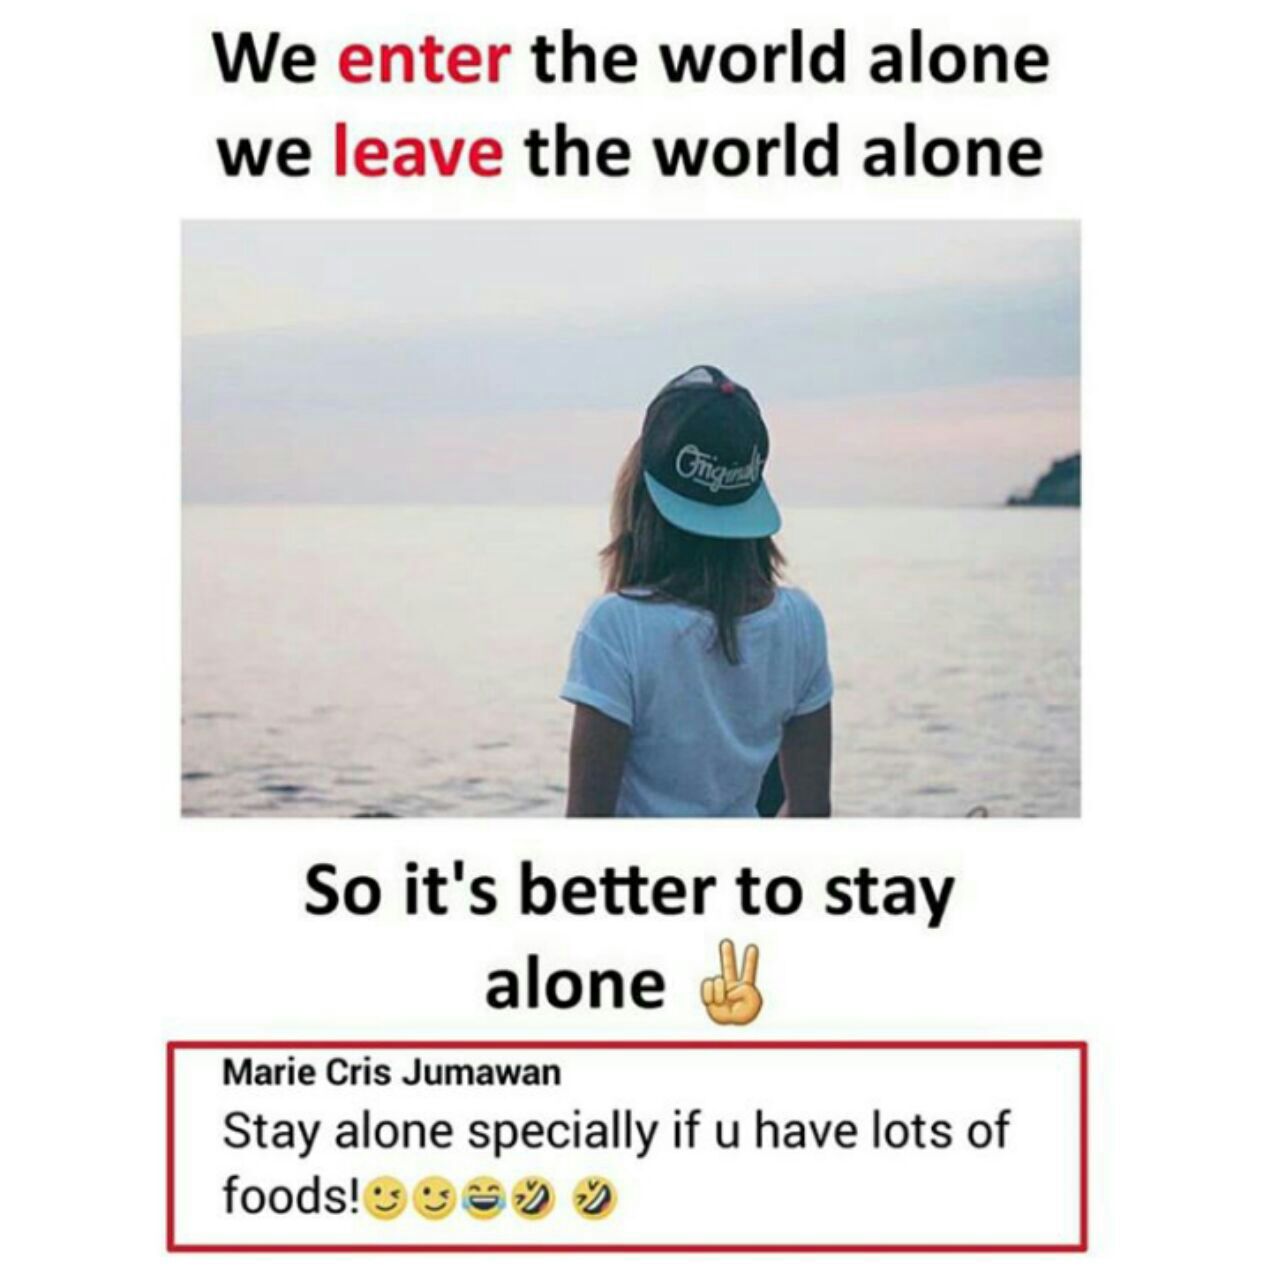 We enter the world alone
we leave the world alone
Original
So it's better to stay
alone ✌
Marie Cris Jumawan
Stay alone specially if u have lots of
foods!😉😉😂🤣 🤣